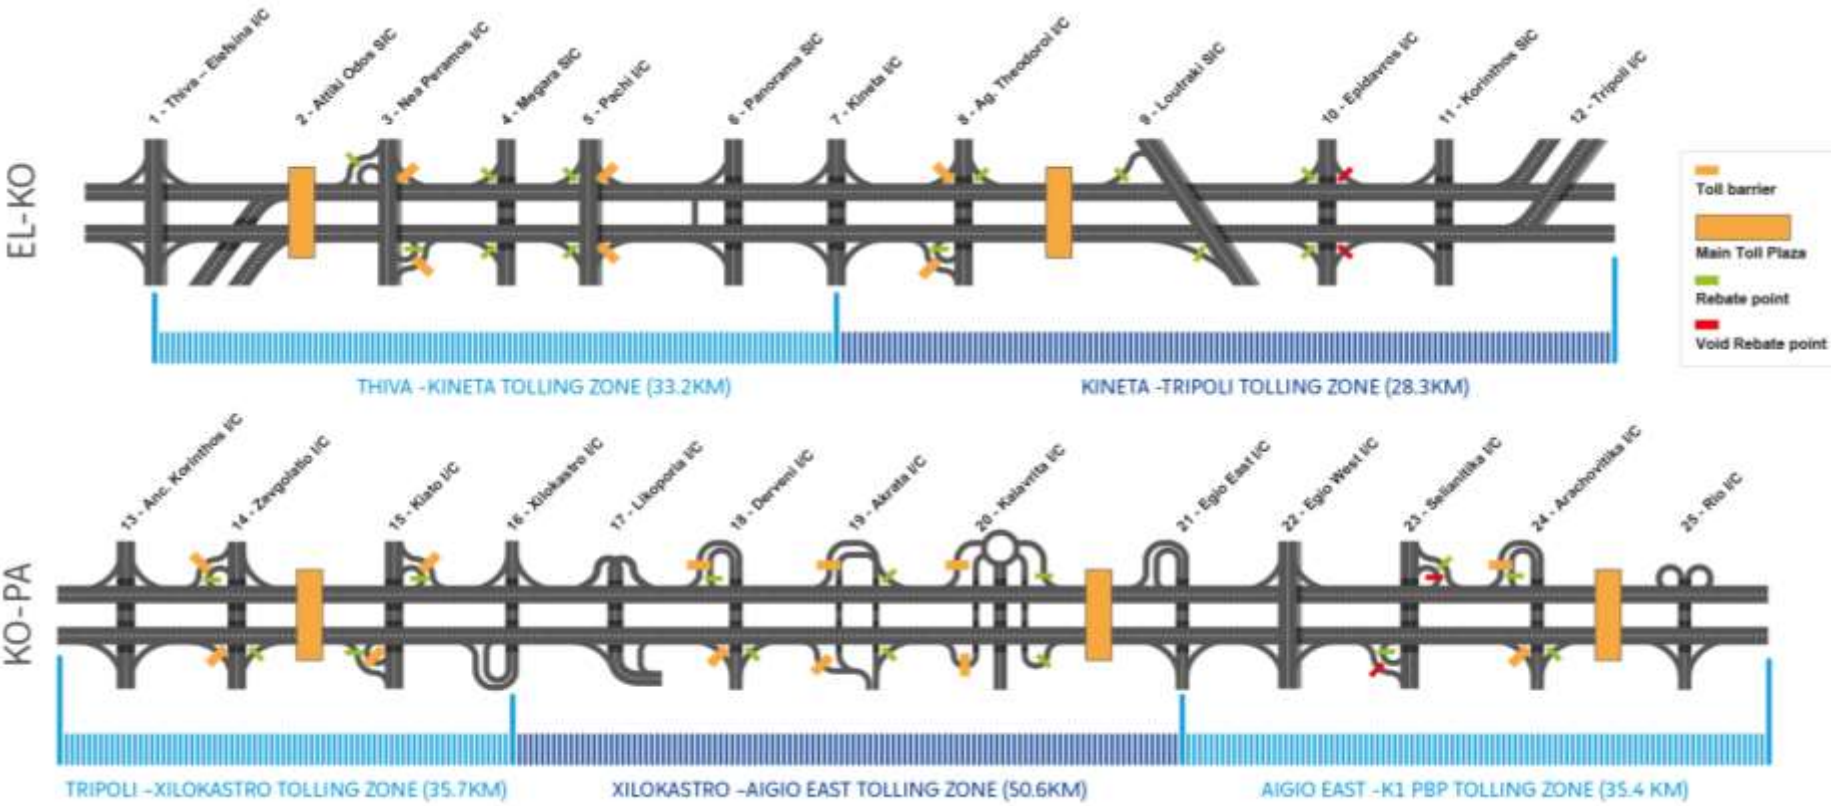 1 - Thiva – Elefsina I/C
2 - Attiki Odos SIC
3 - Nea Peramos I/C
4 - Megara SIC
5 - Pachi I/C
6 - Panorama SIC
7 - Kineta I/C
8 - Ag. Theodoroi I/C
9 - Loutraki SIC
10 - Epidavros I/C
11 - Korinthos SIC
12 - Tripoli I/C
EL-KO
Toll barrier
Main Toll Plaza
Rebate point
Void Rebate point
THIVA -KINETA TOLLING ZONE (33.2KM)
KINETA -TRIPOLI TOLLING ZONE (28.3KM)
13 - Anc. Korinthos I/C
14 - Zevgolatio I/C
15 - Kiato I/C
16 - Xilokastro I/C
17 - Likoporia I/C
18 - Derveni I/C
19 - Akrata I/C
20 - Kalavrita I/C
21 - Egio East I/C
22 - Egio West I/C
23 - Selianitika I/C
24 - Arachovitika I/C
25 - Rio I/C
KO-PA
TRIPOLI -XILOKASTRO TOLLING ZONE (35.7KM)
XILOKASTRO -AIGIO EAST TOLLING ZONE (50.6KM)
AIGIO EAST -K1 PBP TOLLING ZONE (35.4 KM)